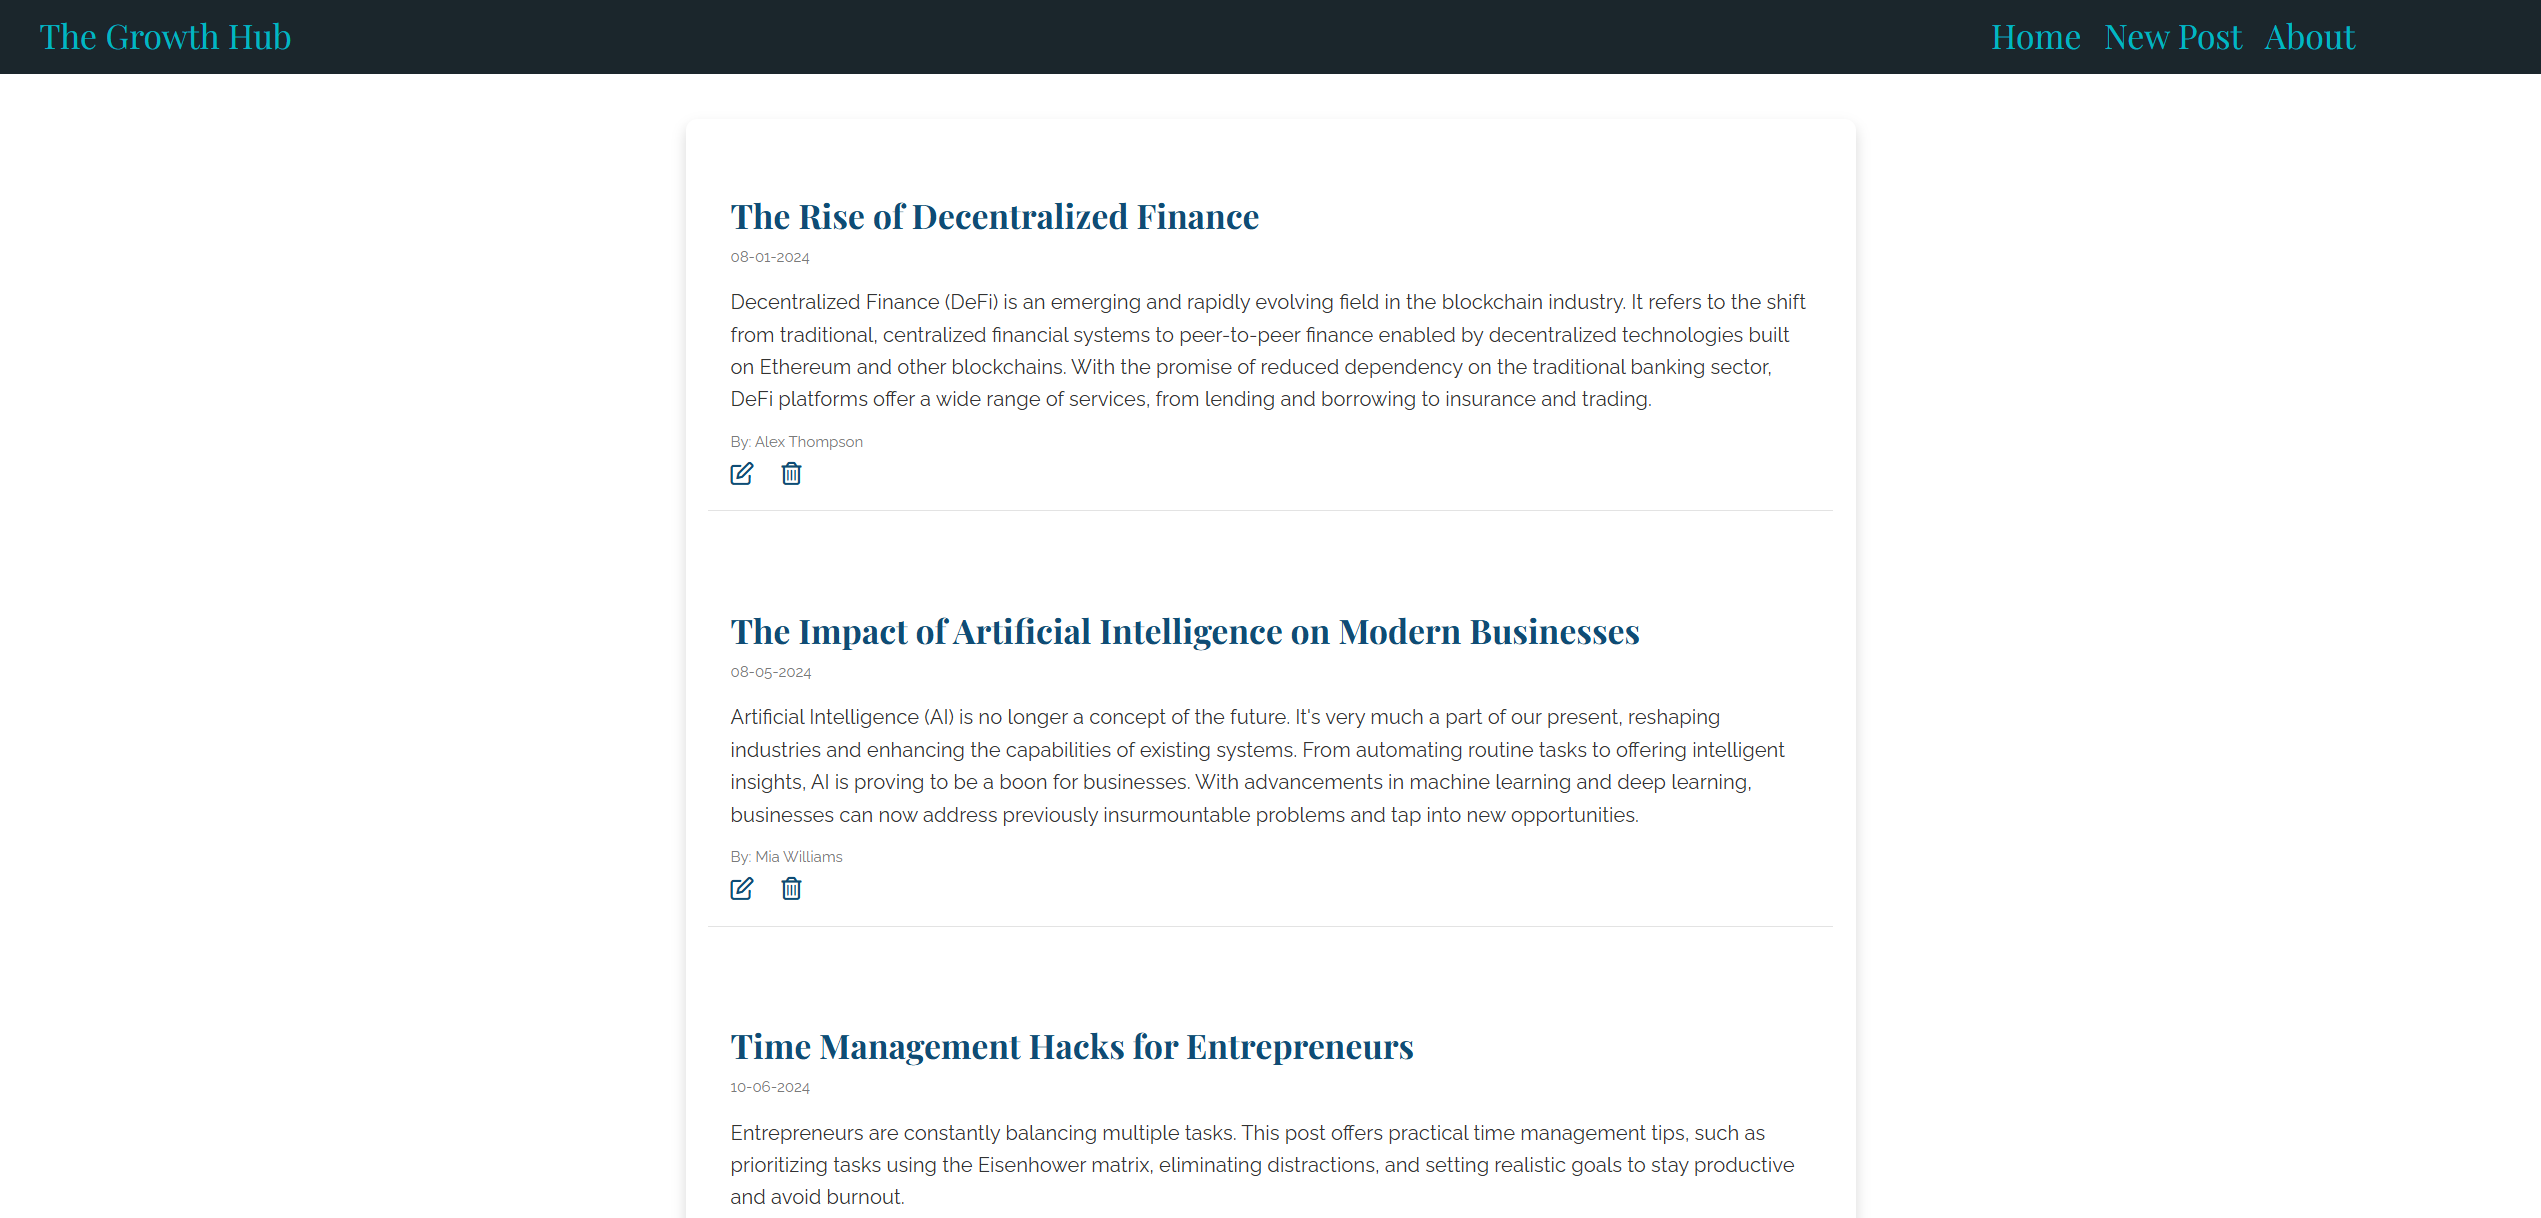 The Growth Hub
Home New Post About
The Rise of Decentralized Finance
08-01-2024
Decentralized Finance (DeFi) is an emerging and rapidly evolving field in the blockchain industry. It refers to the shift
from traditional, centralized financial systems to peer-to-peer finance enabled by decentralized technologies built
on Ethereum and other blockchains. With the promise of reduced dependency on the traditional banking sector,
DeFi platforms offer a wide range of services, from lending and borrowing to insurance and trading.
By: Alex Thompson
The Impact of Artificial Intelligence on Modern Businesses
08-05-2024
Artificial Intelligence (AI) is no longer a concept of the future. It's very much a part of our present, reshaping
industries and enhancing the capabilities of existing systems. From automating routine tasks to offering intelligent
insights, AI is proving to be a boon for businesses. With advancements in machine learning and deep learning,
businesses can now address previously insurmountable problems and tap into new opportunities.
By: Mia Williams
Time Management Hacks for Entrepreneurs
10-06-2024
Entrepreneurs are constantly balancing multiple tasks. This post offers practical time management tips, such as
prioritizing tasks using the Eisenhower matrix, eliminating distractions, and setting realistic goals to stay productive
and avoid burnout.